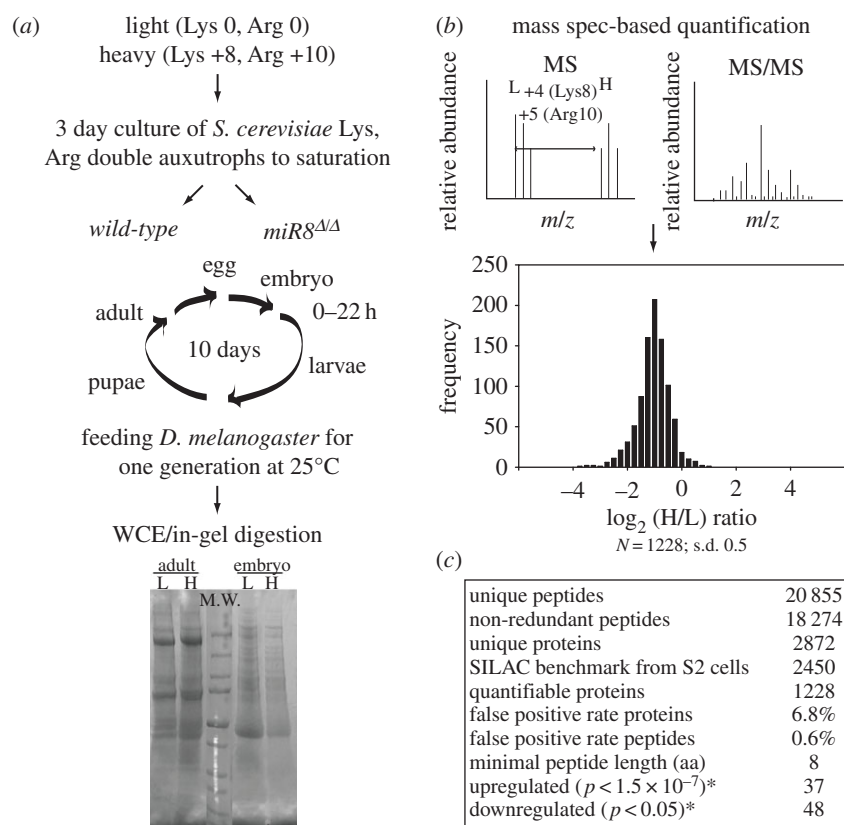 (a)
light (Lys 0, Arg 0)
heavy (Lys +8, Arg +10)
3 day culture of S. cerevisiae Lys,
Arg double auxutrophs to saturation
wild-type miR8Δ/Δ
egg
embryo
adult 0–22 h
10 days
pupae larvae
feeding D. melanogaster for
one generation at 25°C
WCE/in-gel digestion
adult embryo
L H L H
M.W.
(b) mass spec-based quantification
relative abundance
MS
L +4 (Lys8) H
+5 (Arg10)
m/z
relative abundance
MS/MS
m/z
frequency
250
200
150
100
50
0
–4 –2 0 2 4
log2 (H/L) ratio
N = 1228; s.d. 0.5
(c)
unique peptides 20 855
non-redundant peptides 18 274
unique proteins 2872
SILAC benchmark from S2 cells 2450
quantifiable proteins 1228
false positive rate proteins 6.8%
false positive rate peptides 0.6%
minimal peptide length (aa) 8
upregulated (p < 1.5 × 10–7)* 37
downregulated (p < 0.05)* 48